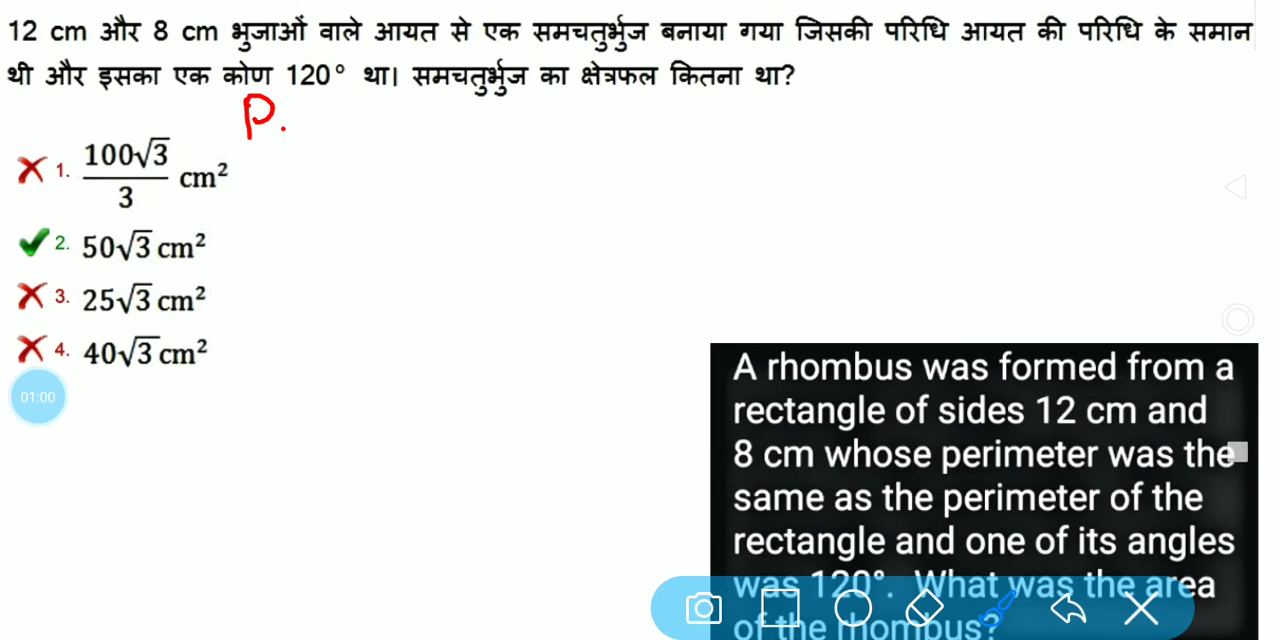 12 cm और 8 cm भुजाओं वाले आयत से एक समचतुर्भुज बनाया गया जिसकी परिधि आयत की परिधि के समान
थी और इसका एक कोण 120° था। समचतुर्भुज का क्षेत्रफल कितना था?
P.
1. 100√3/3 cm²
2. 50√3 cm²
3. 25√3 cm²
4. 40√3 cm²
01:00
A rhombus was formed from a
rectangle of sides 12 cm and
8 cm whose perimeter was the
same as the perimeter of the
rectangle and one of its angles
was 120°. What was the area
of the rhombus?